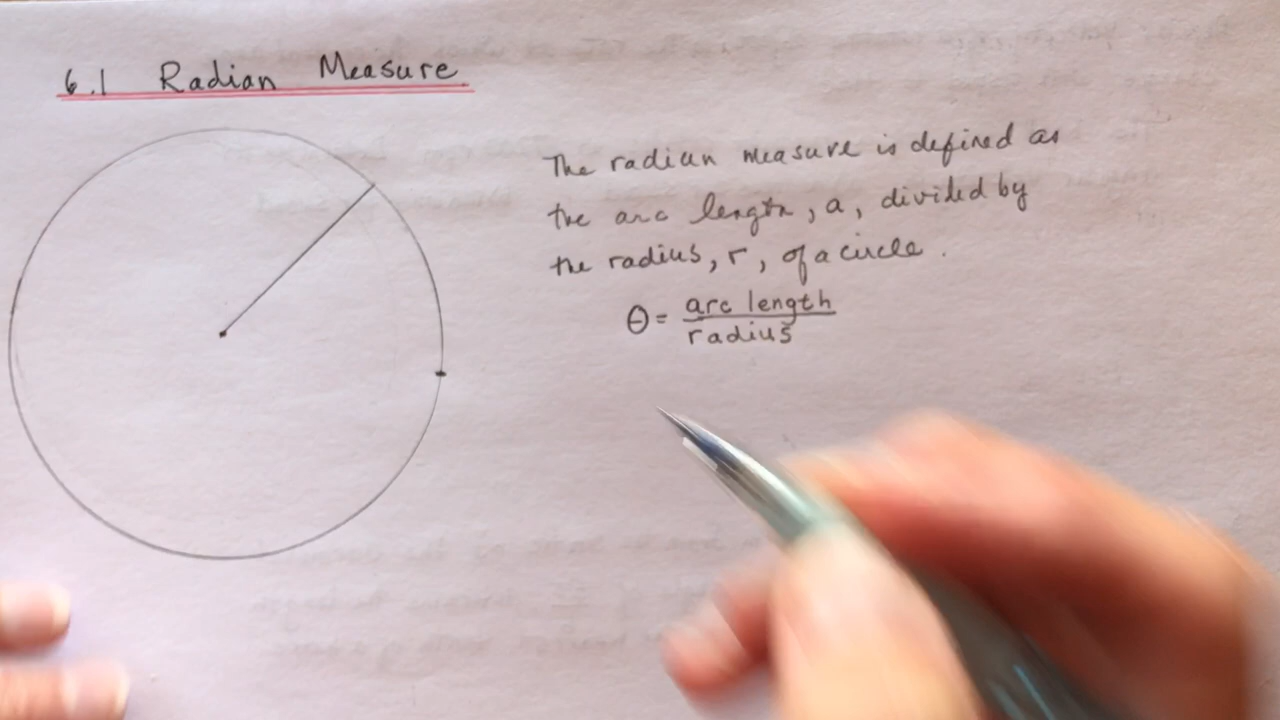 6.1 Radian Measure
The radian measure is defined as
the arc length, a, divided by
the radius, r, of a circle.
θ = arc length
radius